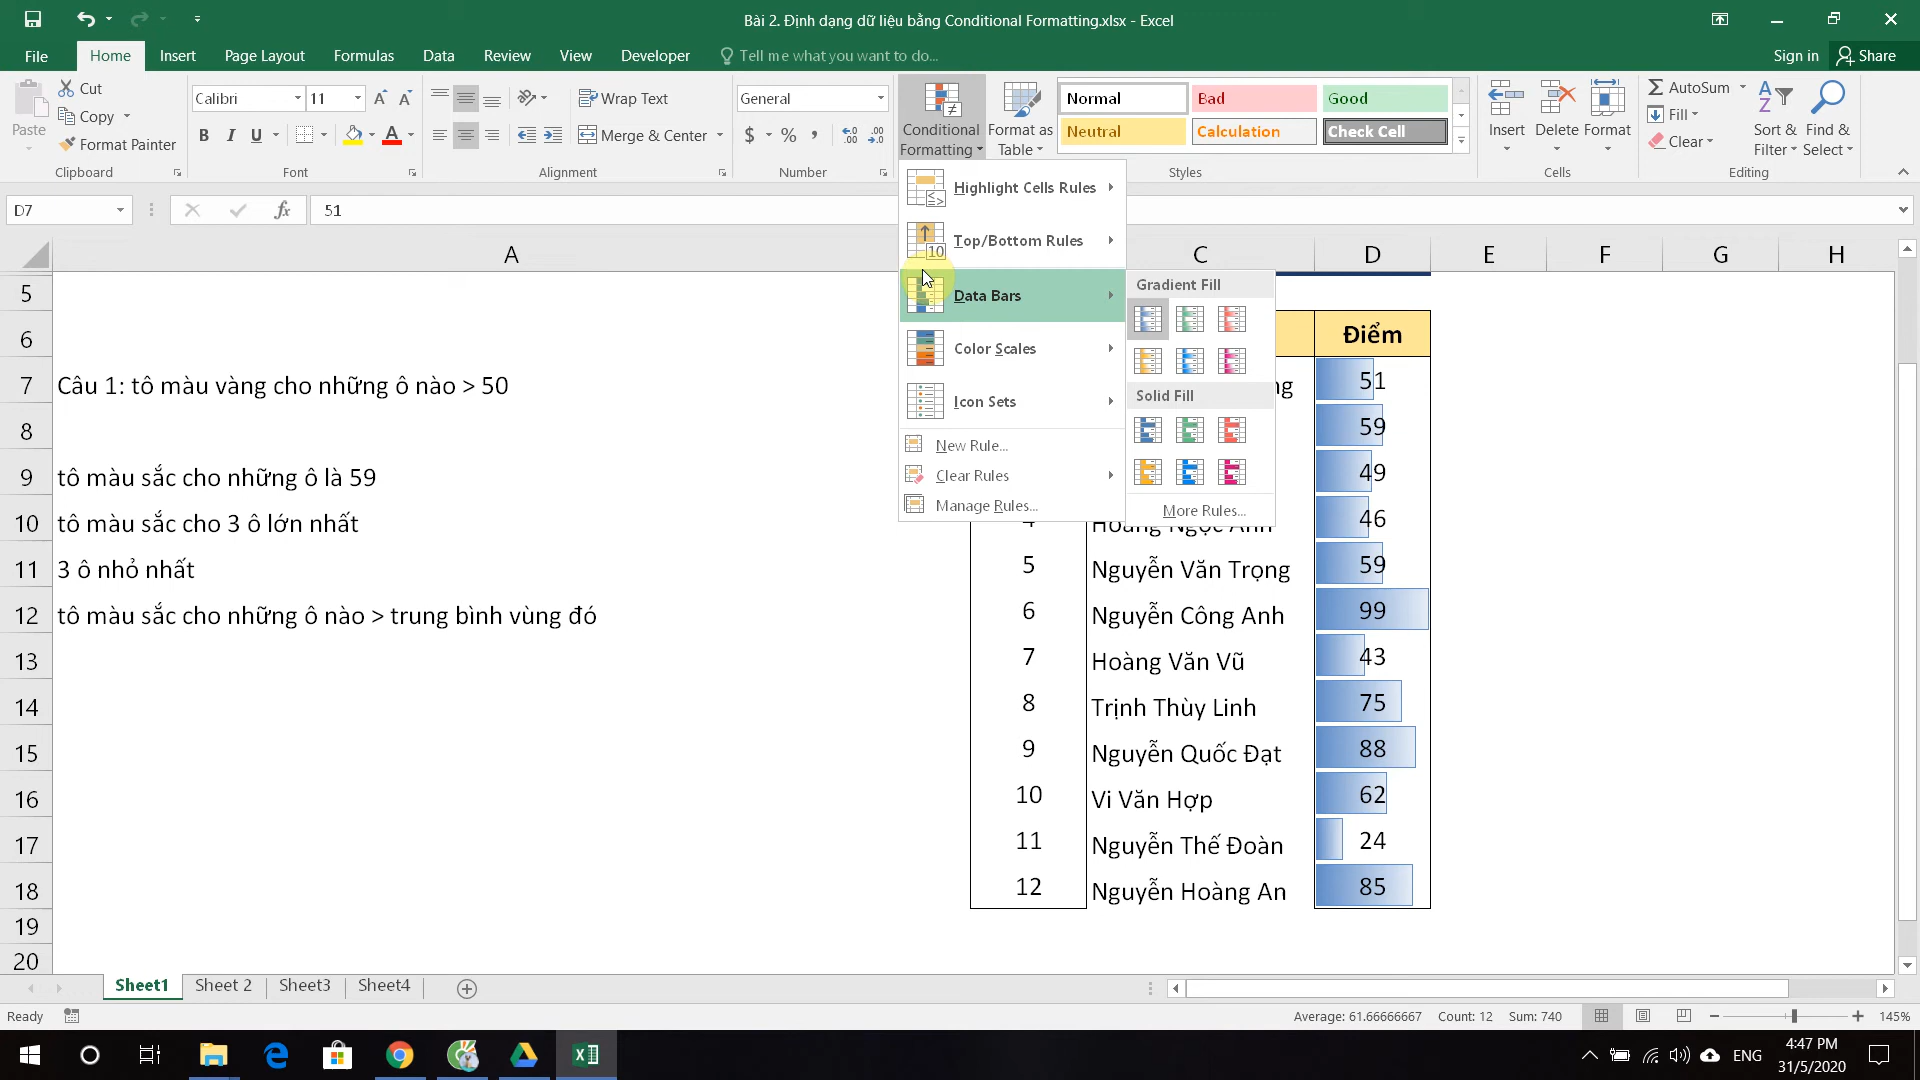 Bài 2. Định dạng dữ liệu bằng Conditional Formatting.xlsx - Excel
File Home Insert Page Layout Formulas Data Review View Developer Tell me what you want to do... Sign in Share
Paste Cut
Copy
Format Painter
Clipboard
Calibri 11
B I U
Font
Wrap Text
Merge & Center
Alignment
General
$ % ,
Number
Conditional Formatting
Format as Table
Normal Bad Good
Neutral Calculation Check Cell
Styles
Insert Delete Format
Cells
AutoSum
Fill
Clear
Sort & Filter
Find & Select
Editing
D7 fx 51
Highlight Cells Rules
Top/Bottom Rules
Data Bars
Color Scales
Icon Sets
New Rule...
Clear Rules
Manage Rules...
Gradient Fill
Solid Fill
More Rules...
A C D E F G H
5
6 Điểm
7 Câu 1: tô màu vàng cho những ô nào > 50 ng 51
8 59
9 tô màu sắc cho những ô là 59 49
10 tô màu sắc cho 3 ô lớn nhất 4 Hoàng Ngọc Anh 46
11 3 ô nhỏ nhất 5 Nguyễn Văn Trọng 59
12 tô màu sắc cho những ô nào > trung bình vùng đó 6 Nguyễn Công Anh 99
13 7 Hoàng Văn Vũ 43
14 8 Trịnh Thùy Linh 75
15 9 Nguyễn Quốc Đạt 88
16 10 Vi Văn Hợp 62
17 11 Nguyễn Thế Đoàn 24
18 12 Nguyễn Hoàng An 85
19
20
Sheet1 Sheet 2 Sheet3 Sheet4
Ready Average: 61.66666667 Count: 12 Sum: 740 145%
ENG 4:47 PM
31/5/2020